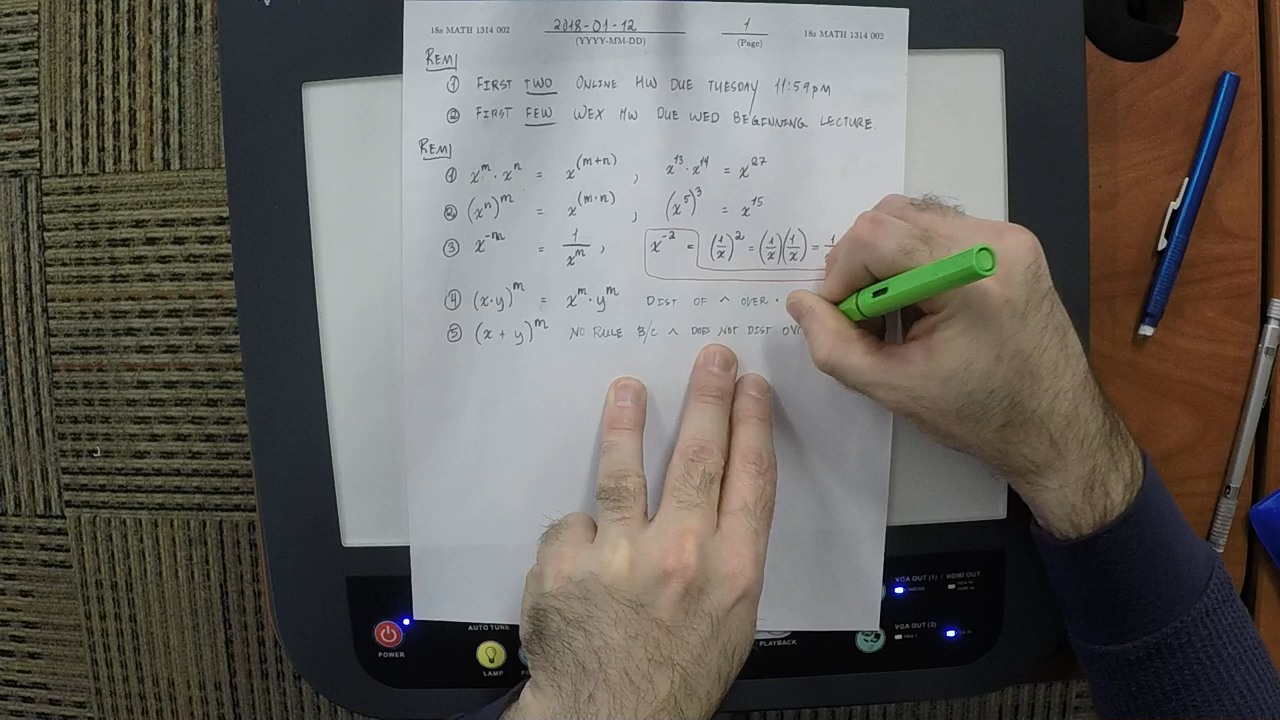 18s MATH 1314 002 2018-01-12 1 18s MATH 1314 002
(YYYY-MM-DD) (Page)
REM]
① FIRST TWO ONLINE HW DUE TUESDAY 11:59pm
② FIRST FEW WEX HW DUE WED BEGINNING LECTURE.
REM]
① x^m · x^n = x^(m+n) , x^13 · x^14 = x^27
② (x^n)^m = x^(m·n) , (x^5)^3 = x^15
③ x^-m = 1/x^m , x^-2 = (1/x)^2 = (1/x)(1/x) = 1
④ (x·y)^m = x^m · y^m DIST OF ^ OVER ·
⑤ (x + y)^m NO RULE B/C ^ DOES NOT DIST
POWER
AUTO TUNE
LAMP
PLAYBACK
VGA OUT (1) / HDMI OUT
VGA OUT (2)